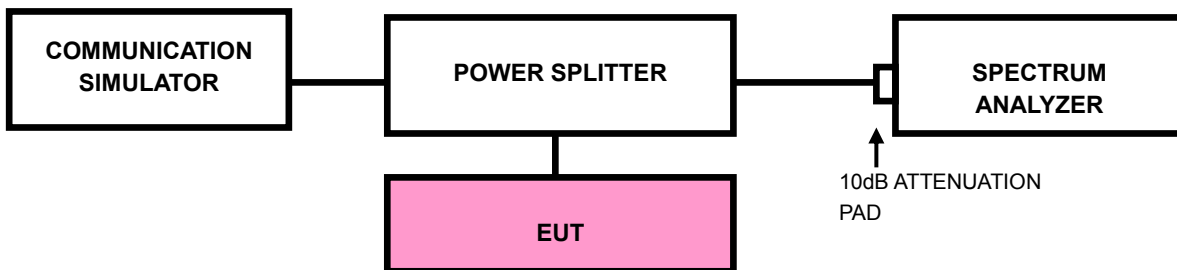 COMMUNICATION
SIMULATOR
POWER SPLITTER
SPECTRUM
ANALYZER
10dB ATTENUATION
PAD
EUT